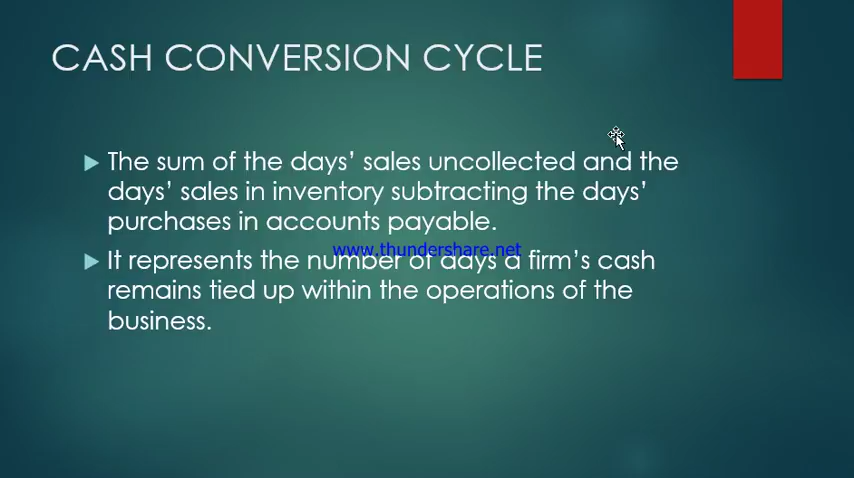 CASH CONVERSION CYCLE
The sum of the days’ sales uncollected and the
days’ sales in inventory subtracting the days’
purchases in accounts payable.
www.thundershare.net
It represents the number of days a firm’s cash
remains tied up within the operations of the
business.